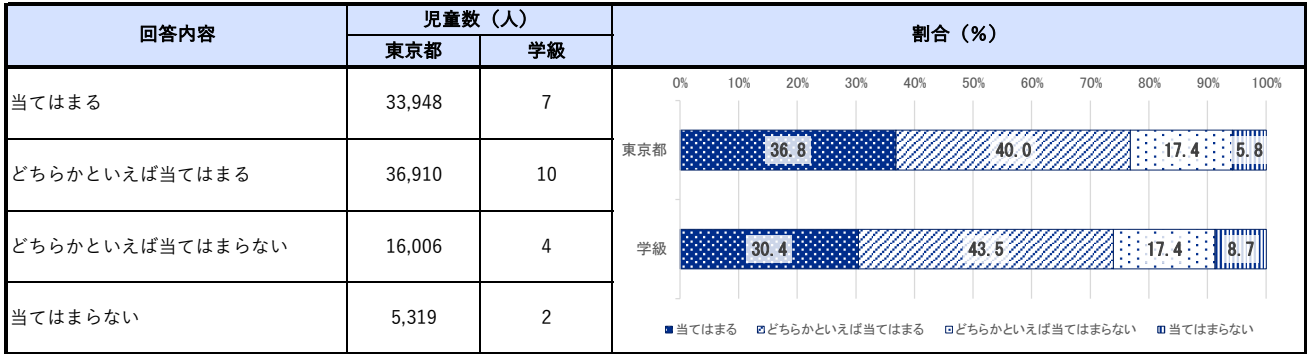 回答内容 児童数（人） 割合（%）
東京都 学級
当てはまる 33,948 7
どちらかといえば当てはまる 36,910 10
どちらかといえば当てはまらない 16,006 4
当てはまらない 5,319 2
0% 10% 20% 30% 40% 50% 60% 70% 80% 90% 100%
東京都 36.8 40.0 17.4 5.8
学級 30.4 43.5 17.4 8.7
当てはまる どちらかといえば当てはまる どちらかといえば当てはまらない 当てはまらない